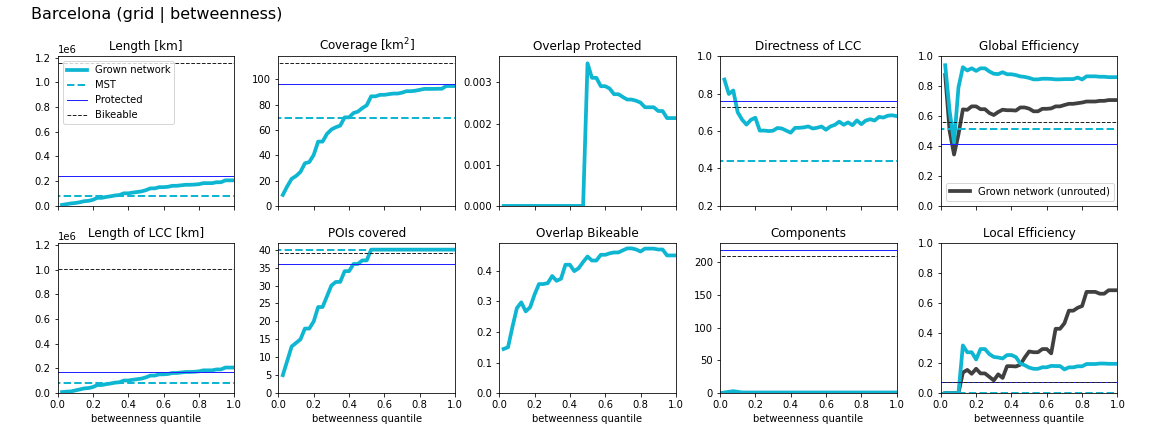 Barcelona (grid | betweenness)
Length [km]
1e6
1.2
1.0
0.8
0.6
0.4
0.2
0.0
Grown network
MST
Protected
Bikeable
Coverage [km²]
100
80
60
40
20
0
Overlap Protected
0.003
0.002
0.001
0.000
Directness of LCC
1.0
0.8
0.6
0.4
0.2
Global Efficiency
1.0
0.8
0.6
0.4
0.2
0.0
Grown network (unrouted)
Length of LCC [km]
1e6
1.2
1.0
0.8
0.6
0.4
0.2
0.0
0.0 0.2 0.4 0.6 0.8 1.0
betweenness quantile
POIs covered
40
35
30
25
20
15
10
5
0
0.0 0.2 0.4 0.6 0.8 1.0
betweenness quantile
Overlap Bikeable
0.4
0.3
0.2
0.1
0.0
0.0 0.2 0.4 0.6 0.8 1.0
betweenness quantile
Components
200
150
100
50
0
0.0 0.2 0.4 0.6 0.8 1.0
betweenness quantile
Local Efficiency
1.0
0.8
0.6
0.4
0.2
0.0
0.0 0.2 0.4 0.6 0.8 1.0
betweenness quantile